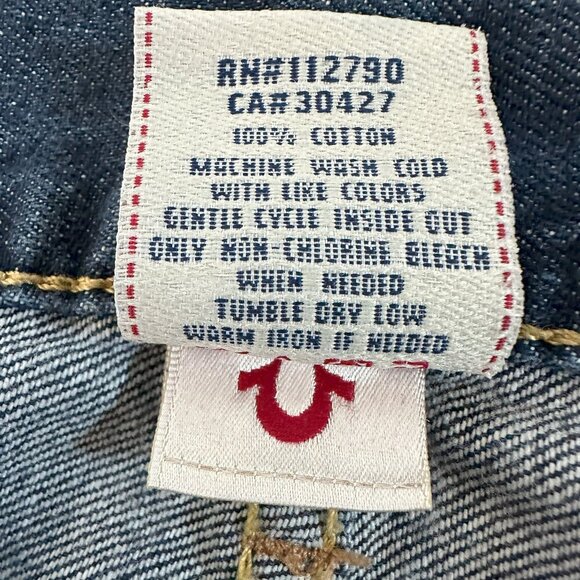 RN#112790
CA#30427
100% COTTON
MACHINE WASH COLD
WITH LIKE COLORS
GENTLE CYCLE INSIDE OUT
ONLY NON-CHLORINE BLEACH
WHEN NEEDED
TUMBLE DRY LOW
WARM IRON IF NEEDED